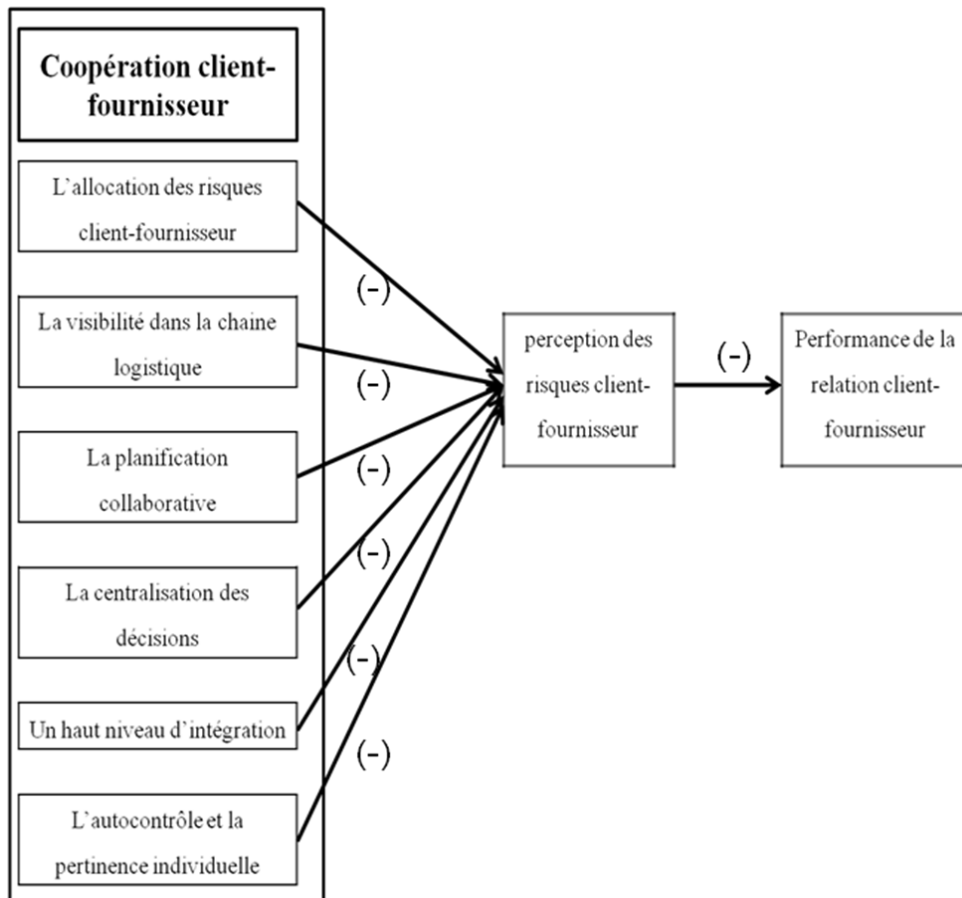 Coopération client-
fournisseur
L'allocation des risques
client-fournisseur
(-)
La visibilité dans la chaine
logistique
(-)
La planification
collaborative
(-)
La centralisation des
décisions
(-)
Un haut niveau d'intégration
(-)
L'autocontrôle et la
pertinence individuelle
(-)
perception des
risques client-
fournisseur
(-)
Performance de la
relation client-
fournisseur